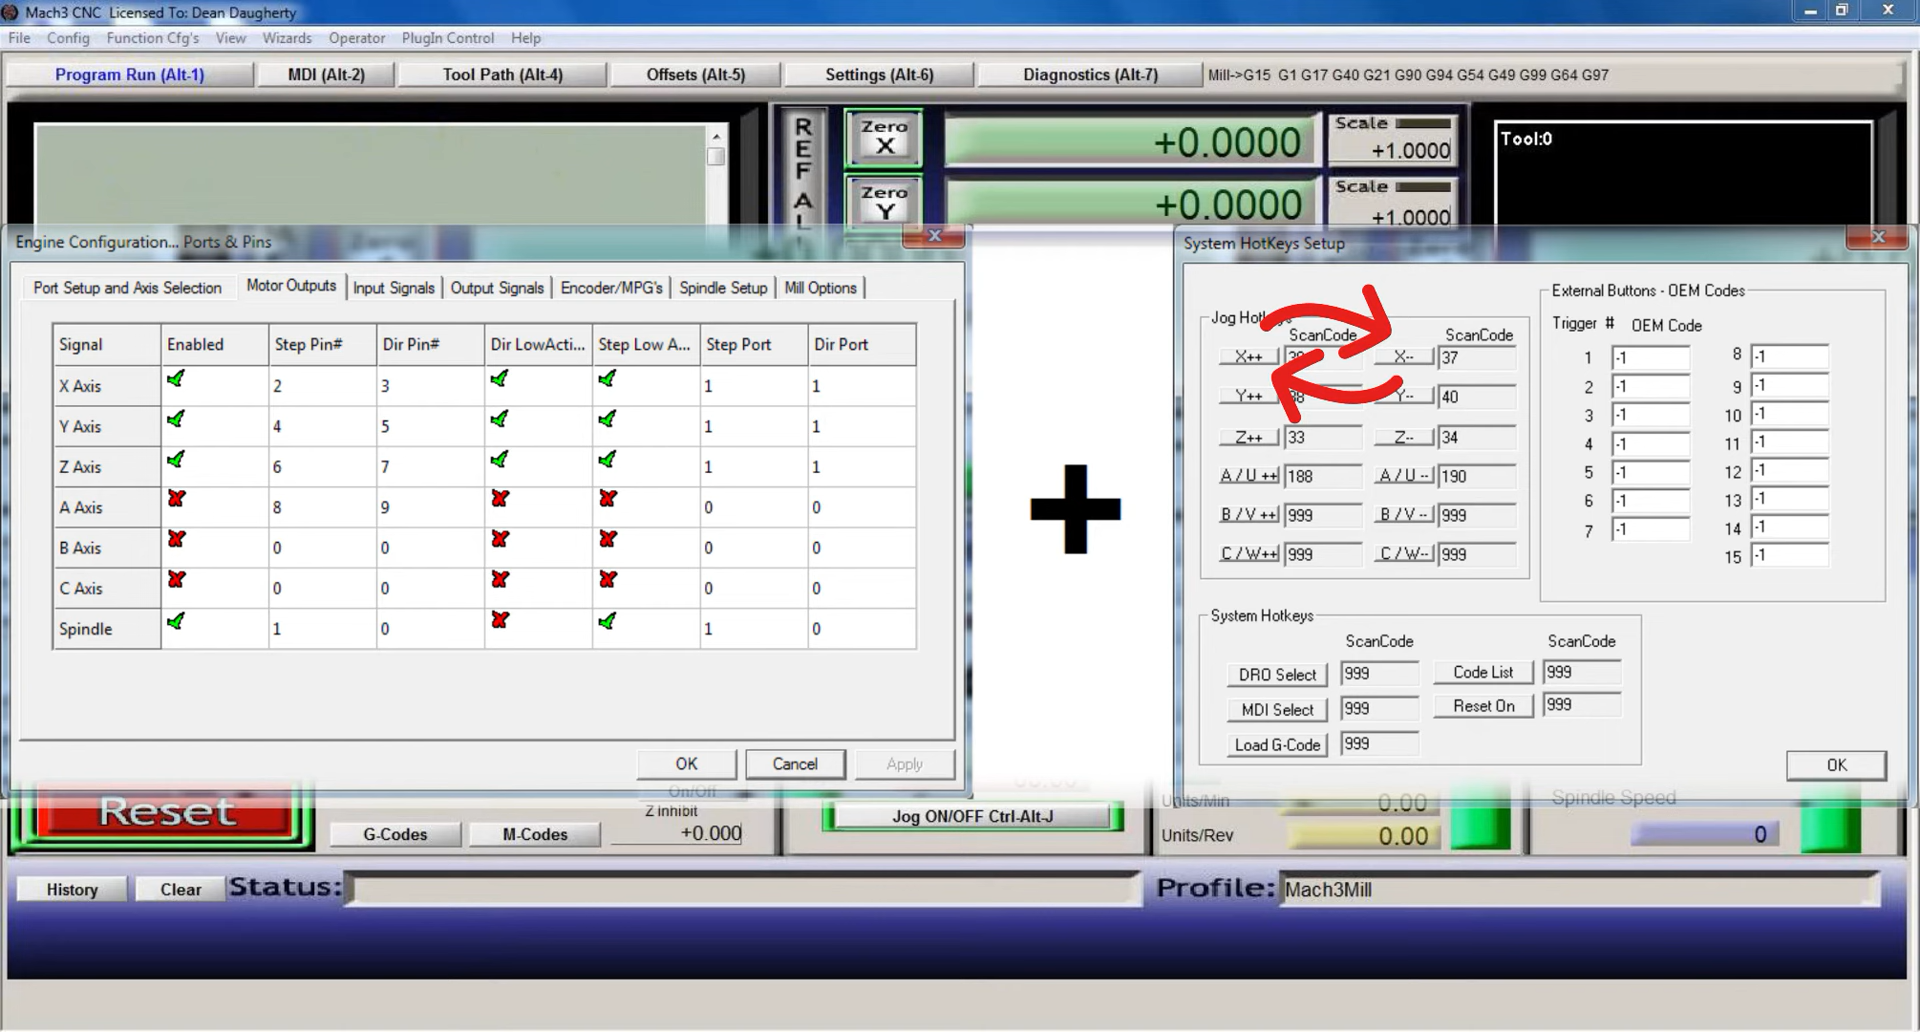 Mach3 CNC Licensed To: Dean Daugherty
File Config Function Cfg's View Wizards Operator PlugIn Control Help
Program Run (Alt-1) MDI (Alt-2) Tool Path (Alt-4) Offsets (Alt-5) Settings (Alt-6) Diagnostics (Alt-7) Mill->G15 G1 G17 G40 G21 G90 G94 G54 G49 G99 G64 G97
REF AL
Zero X +0.0000 Scale +1.0000
Zero Y +0.0000 Scale +1.0000
Tool:0
Engine Configuration... Ports & Pins
Port Setup and Axis Selection Motor Outputs Input Signals Output Signals Encoder/MPG's Spindle Setup Mill Options
Signal Enabled Step Pin# Dir Pin# Dir LowActi... Step Low A... Step Port Dir Port
X Axis 2 3 1 1
Y Axis 4 5 1 1
Z Axis 6 7 1 1
A Axis 8 9 0 0
B Axis 0 0 0 0
C Axis 0 0 0 0
Spindle 1 0 1 0
OK Cancel Apply
+
System HotKeys Setup
Jog Hotkeys
ScanCode ScanCode
X++ X-- 37
Y++ 38 Y-- 40
Z++ 33 Z-- 34
A / U ++ 188 A / U -- 190
B / V ++ 999 B / V -- 999
C / W++ 999 C / W-- 999
External Buttons - OEM Codes
Trigger # OEM Code
1 -1 8 -1
2 -1 9 -1
3 -1 10 -1
4 -1 11 -1
5 -1 12 -1
6 -1 13 -1
7 -1 14 -1
15 -1
System Hotkeys
ScanCode ScanCode
DRO Select 999 Code List 999
MDI Select 999 Reset On 999
Load G-Code 999
OK
Reset
G-Codes M-Codes
On/Off
Z Inhibit
+0.000
Jog ON/OFF Ctrl-Alt-J
Units/Min 0.00
Units/Rev 0.00
Spindle Speed
0
History Clear Status: Profile: Mach3Mill